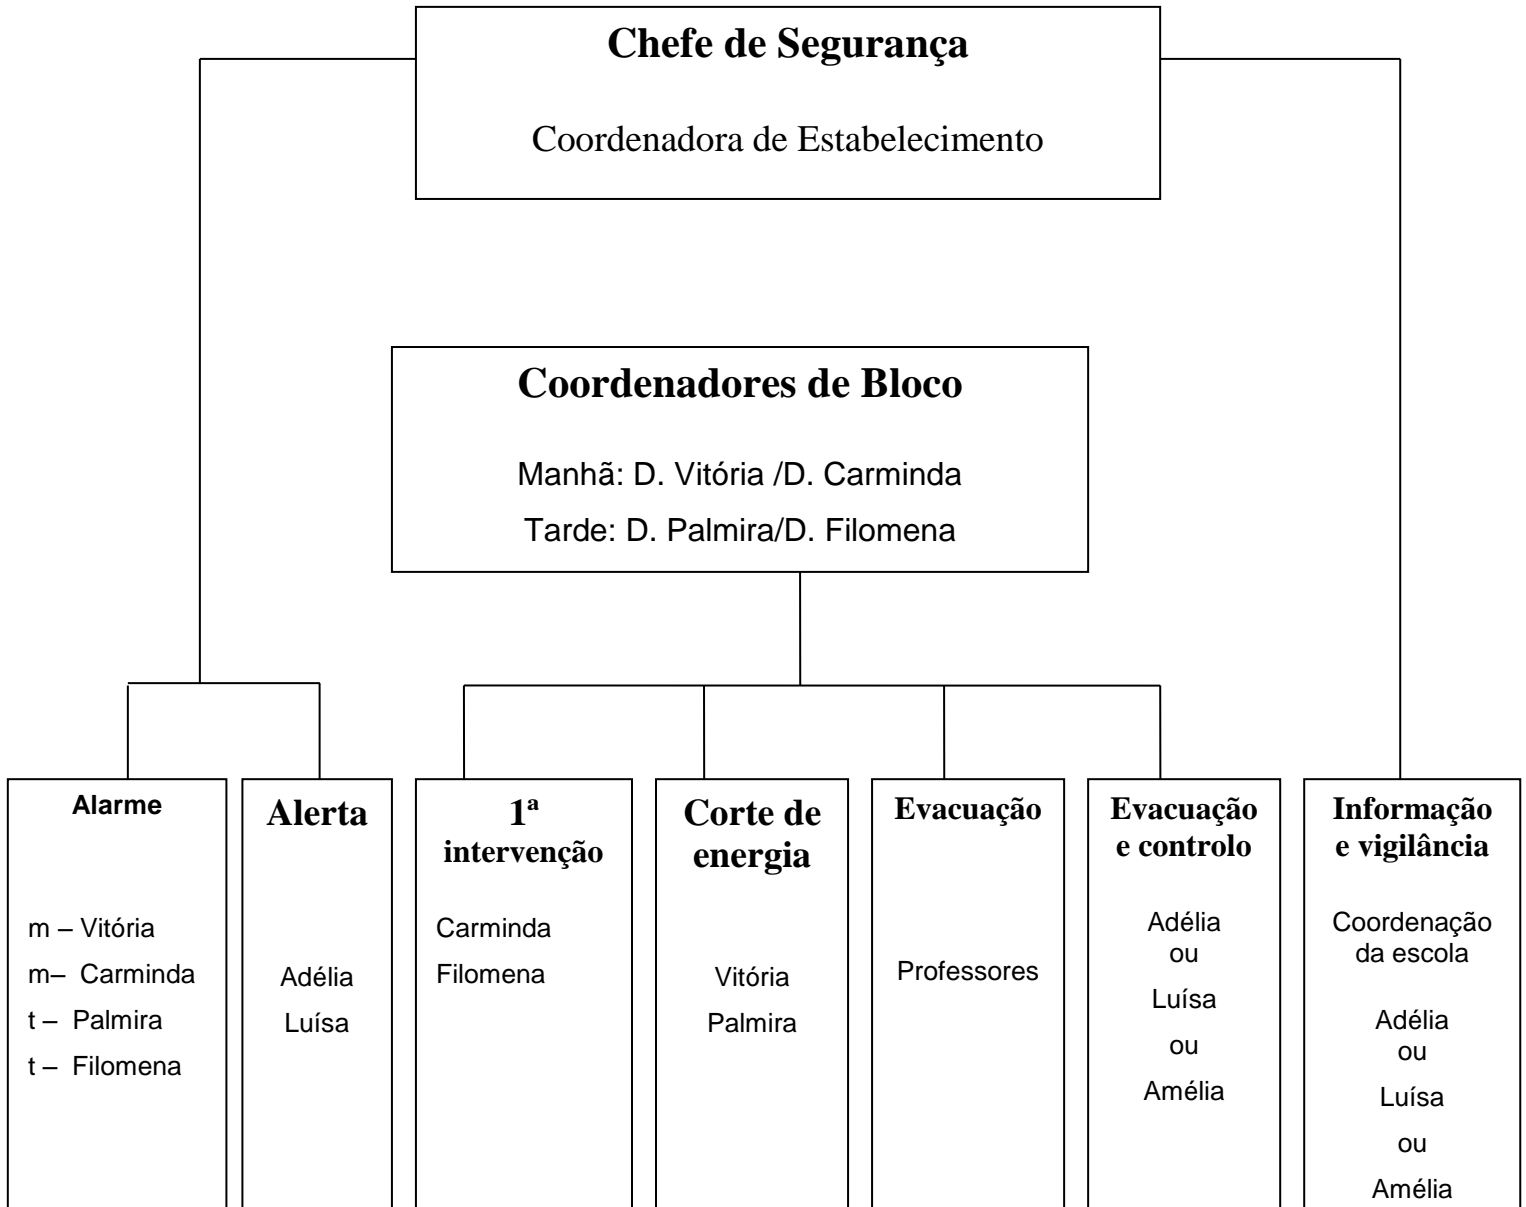 Chefe de Segurança
Coordenadora de Estabelecimento
Coordenadores de Bloco
Manhã: D. Vitória /D. Carminda
Tarde: D. Palmira/D. Filomena
Alarme
m – Vitória
m– Carminda
t – Palmira
t – Filomena
Alerta
Adélia
Luísa
1ª
intervenção
Carminda
Filomena
Corte de
energia
Vitória
Palmira
Evacuação
Professores
Evacuação
e controlo
Adélia
ou
Luísa
ou
Amélia
Informação
e vigilância
Coordenação
da escola
Adélia
ou
Luísa
ou
Amélia